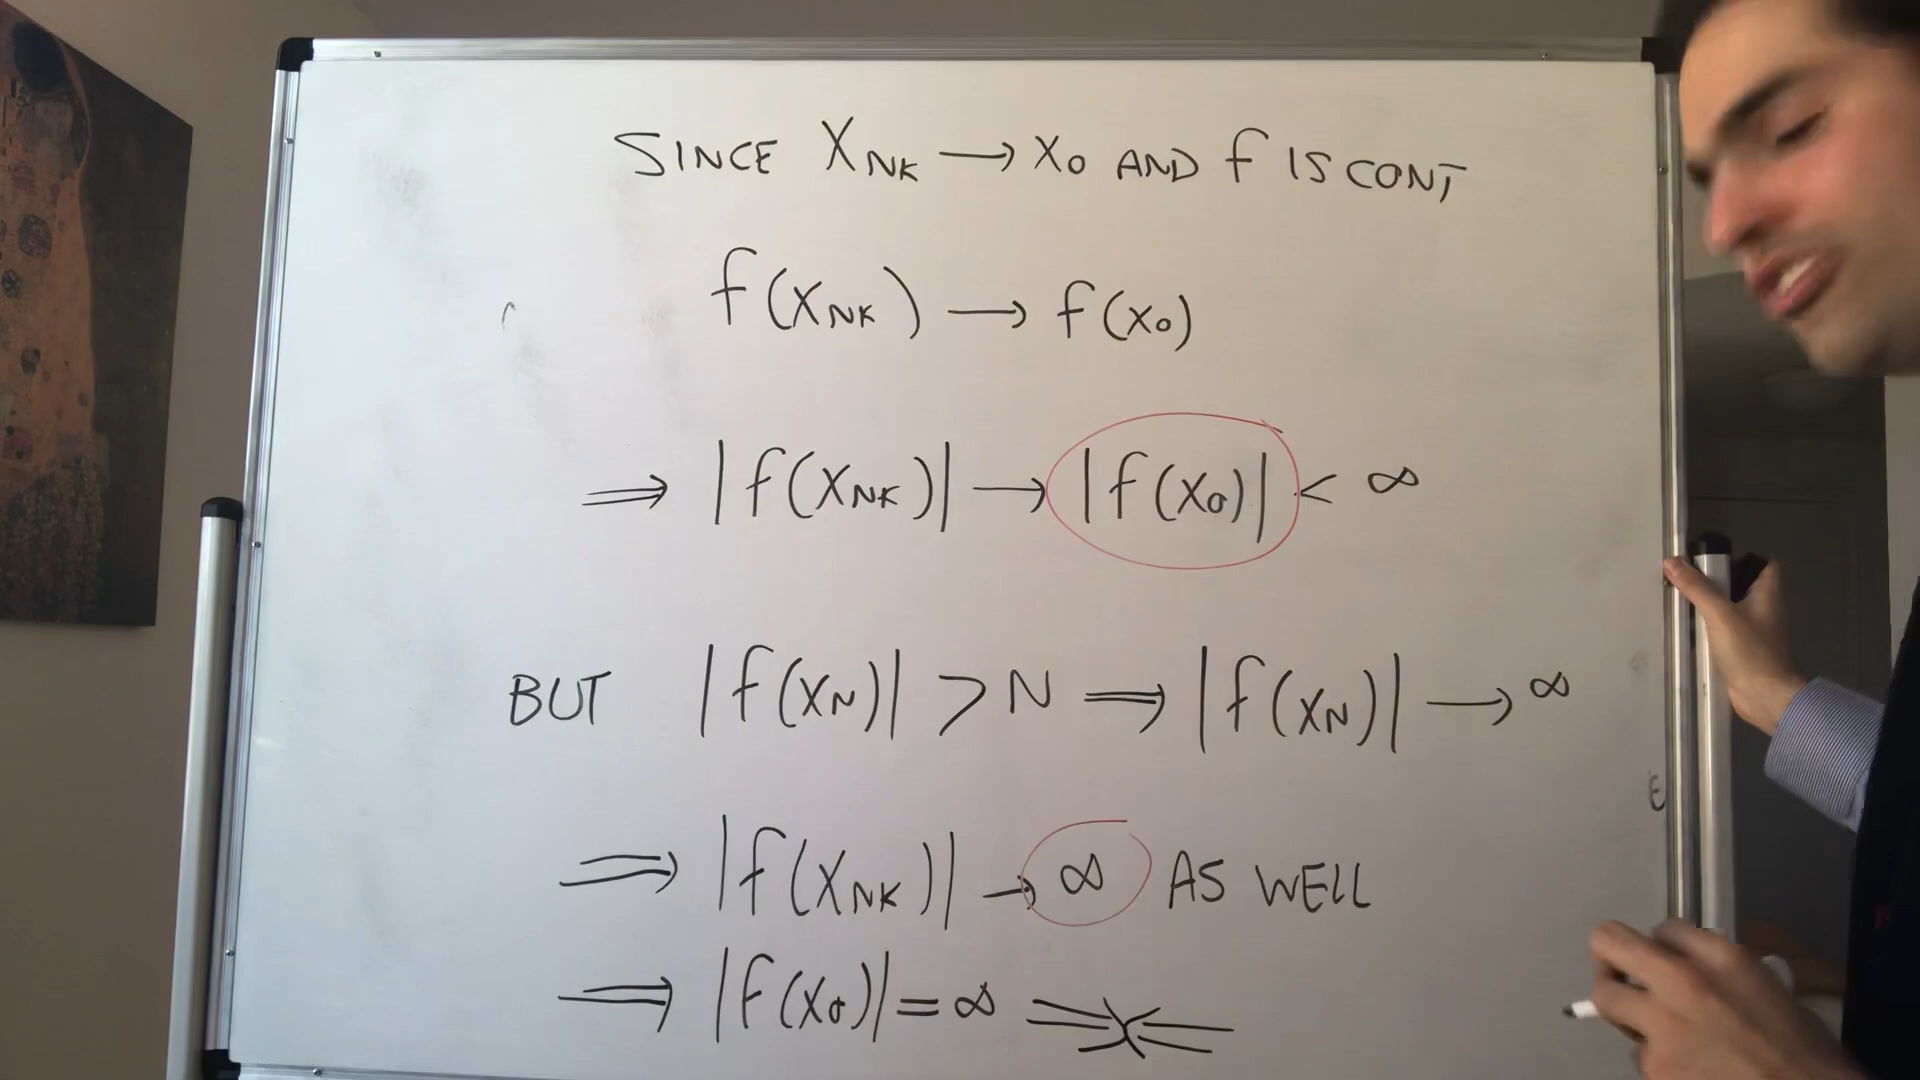 SINCE X_NK → X₀ AND f IS CONT
f(X_NK) → f(X₀)
⟹ |f(X_NK)| → |f(X₀)| < ∞
BUT |f(X_N)| > N ⟹ |f(X_N)| → ∞
⟹ |f(X_NK)| → ∞ AS WELL
⟹ |f(X₀)| = ∞ ⟹⟸